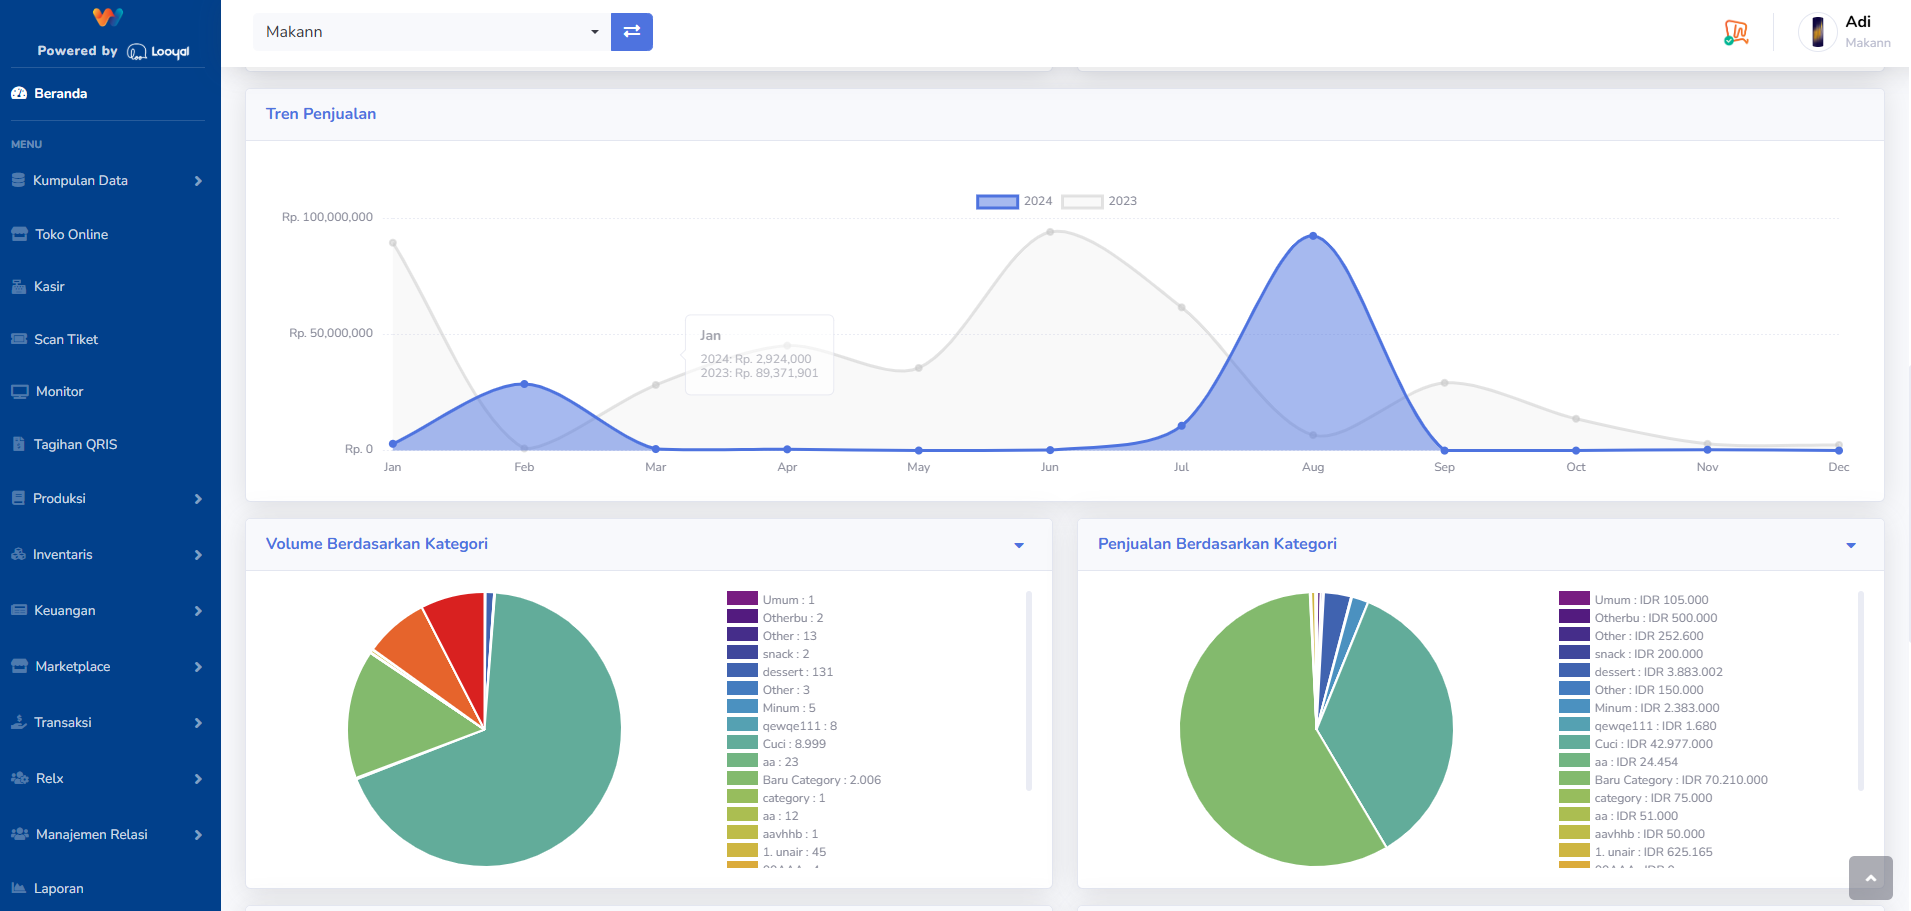 Powered by Looyal
Beranda
MENU
Kumpulan Data
Toko Online
Kasir
Scan Tiket
Monitor
Tagihan QRIS
Produksi
Inventaris
Keuangan
Marketplace
Transaksi
Relx
Manajemen Relasi
Laporan
Makann
Adi
Makann
Tren Penjualan
2024 2023
Rp. 100,000,000
Rp. 50,000,000
Rp. 0
Jan Feb Mar Apr May Jun Jul Aug Sep Oct Nov Dec
Jan
2024: Rp. 2,924,000
2023: Rp. 89,371,901
Volume Berdasarkan Kategori
Umum : 1
Otherbu : 2
Other : 13
snack : 2
dessert : 131
Other : 3
Minum : 5
qewqe111 : 8
Cuci : 8.999
aa : 23
Baru Category : 2.006
category : 1
aa : 12
aavhhb : 1
1. unair : 45
Penjualan Berdasarkan Kategori
Umum : IDR 105.000
Otherbu : IDR 500.000
Other : IDR 252.600
snack : IDR 200.000
dessert : IDR 3.883.002
Other : IDR 150.000
Minum : IDR 2.383.000
qewqe111 : IDR 1.680
Cuci : IDR 42.977.000
aa : IDR 24.454
Baru Category : IDR 70.210.000
category : IDR 75.000
aa : IDR 51.000
aavhhb : IDR 50.000
1. unair : IDR 625.165